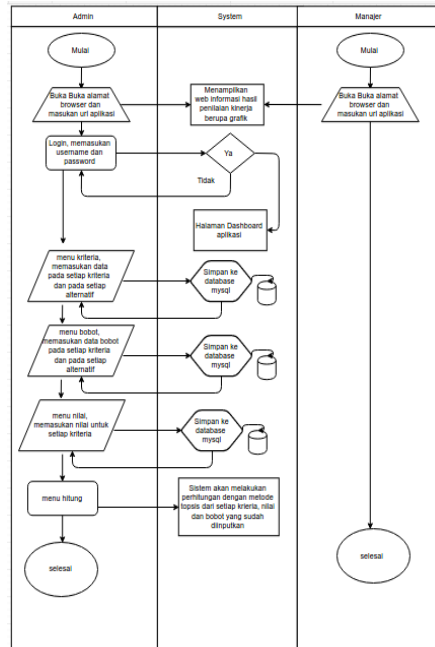 Admin
System
Manajer
Mulai
Mulai
Buka Buka alamat
browser dan
masukan url aplikasi
Menampilkan
web informasi hasil
penilaian kinerja
berupa grafik
Buka Buka alamat
browser dan
masukan url aplikasi
Login, memasukan
username dan
password
Ya
Tidak
Halaman Dashboard
aplikasi
menu kriteria,
memasukan data
pada setiap kriteria
dan pada setiap
alternatif
Simpan ke
database
mysql
menu bobot,
memasukan data bobot
pada setiap kriteria
dan pada setiap
alternatif
Simpan ke
database
mysql
menu nilai,
memasukan nilai untuk
setiap kriteria
Simpan ke
database
mysql
menu hitung
Sistem akan melakukan
perhitungan dengan metode
topsis dari setiap krieria, nilai
dan bobot yang sudah
diinputkan
selesai
selesai